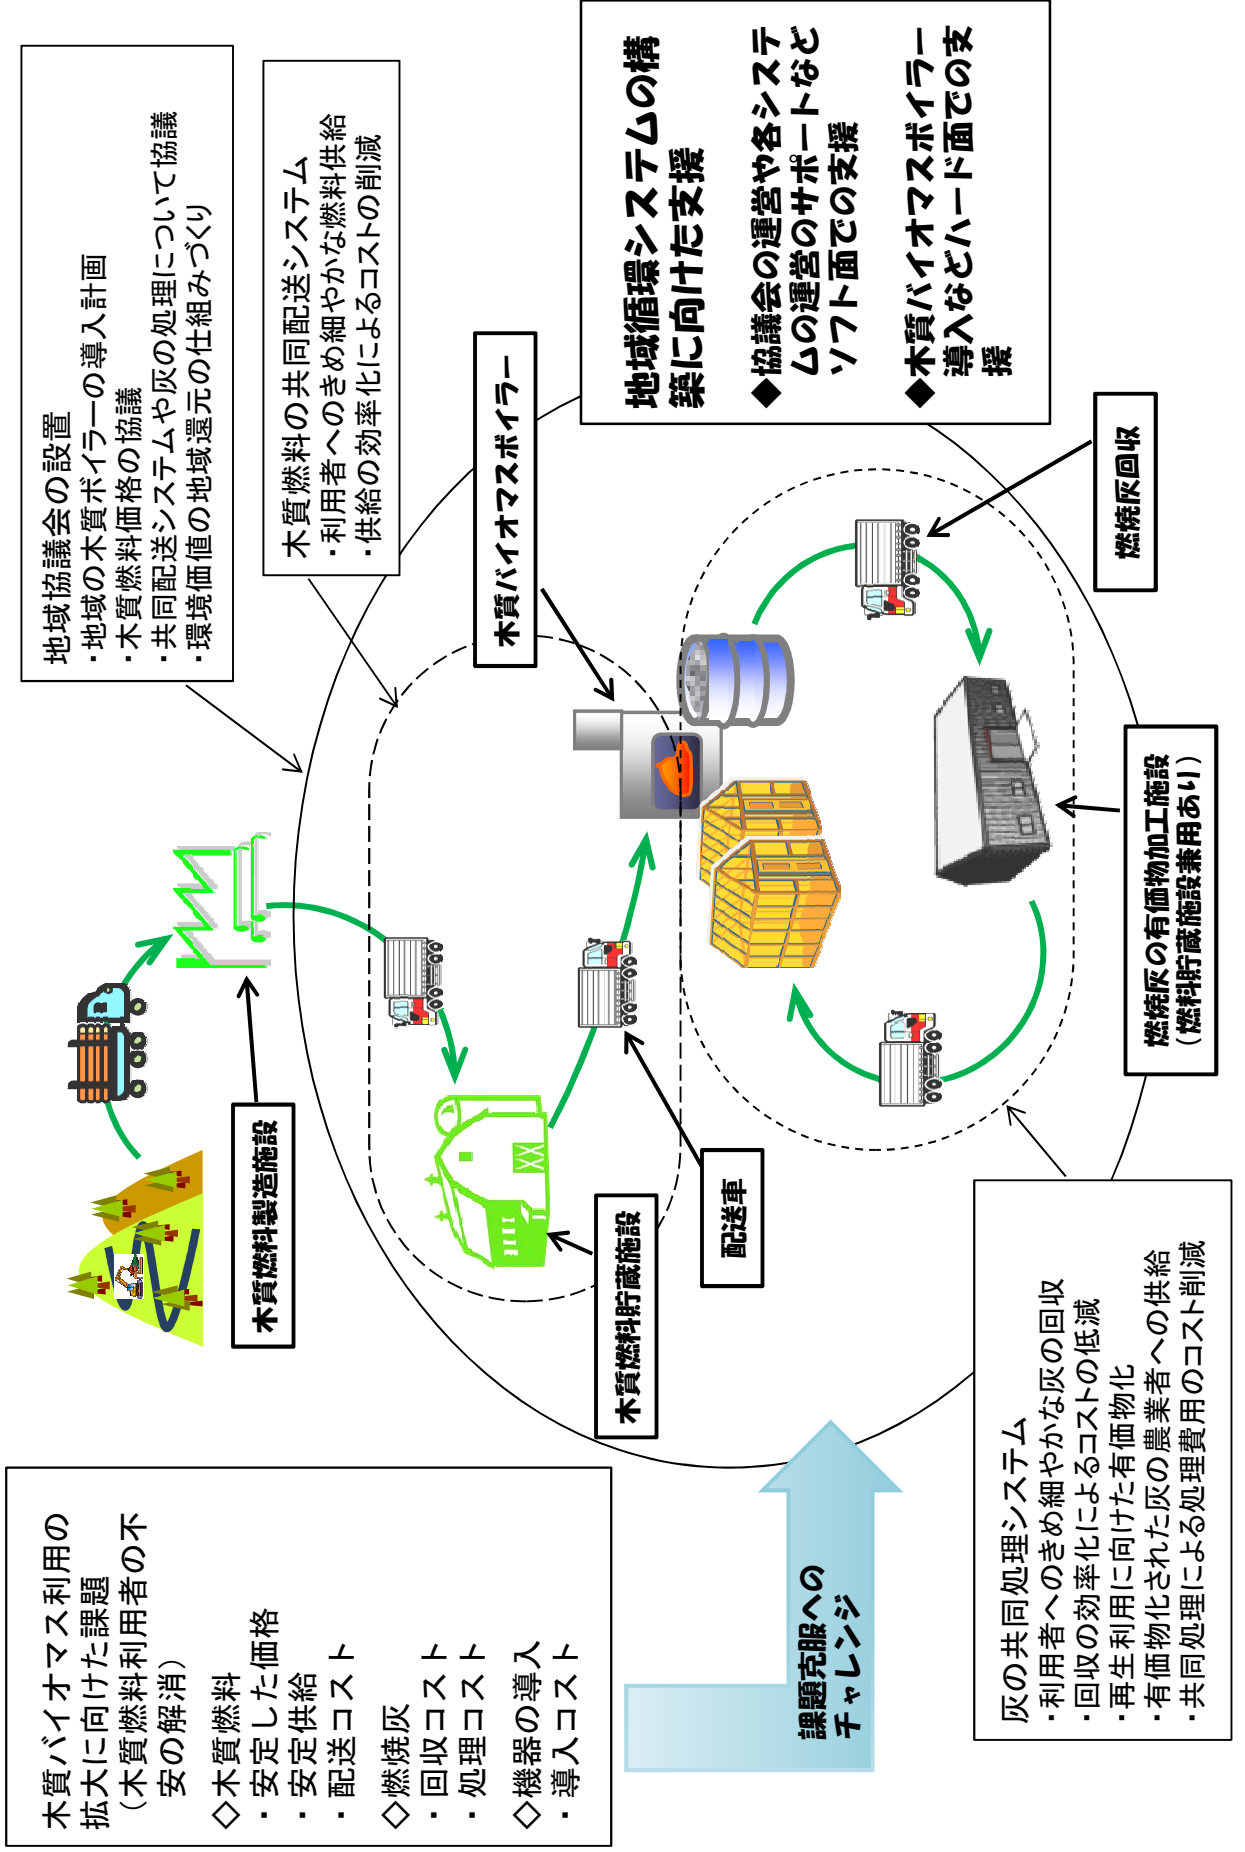 木質バイオマス利用の
拡大に向けた課題
（木質燃料利用者の不
安の解消）
◇木質燃料
・安定した価格
・安定供給
・配送コスト
◇燃焼灰
・回収コスト
・処理コスト
◇機器の導入
・導入コスト
課題克服への
チャレンジ
木質燃料製造施設
地域協議会の設置
・地域の木質ボイラーの導入計画
・木質燃料価格の協議
・共同配送システムや灰の処理について協議
・環境価値の地域還元の仕組みづくり
木質燃料の共同配送システム
・利用者へのきめ細やかな燃料供給
・供給の効率化によるコストの削減
木質バイオマスボイラー
木質燃料貯蔵施設
配送車
地域循環システムの構
築に向けた支援
◆協議会の運営や各システ
ムの運営のサポートなど
ソフト面での支援
◆木質バイオマスボイラー
導入などハード面での支
援
燃焼灰回収
燃焼灰の有価物加工施設
（燃料貯蔵施設兼用あり）
灰の共同処理システム
・利用者へのきめ細やかな灰の回収
・回収の効率化によるコストの低減
・再生利用に向けた有価物化
・有価物化された灰の農業者への供給
・共同処理による処理費用のコスト削減